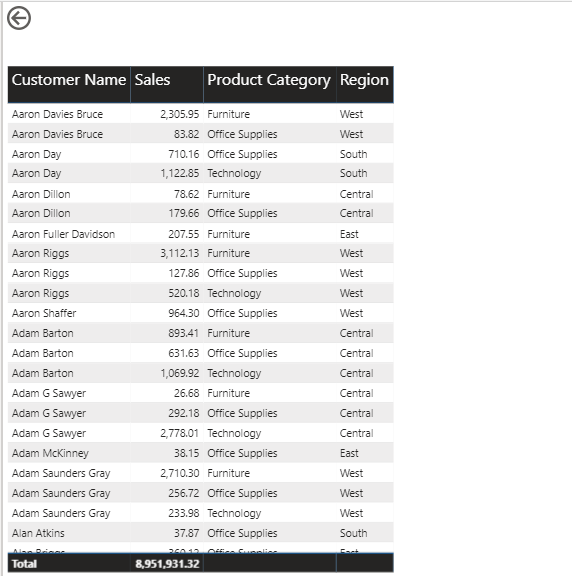 Customer Name Sales Product Category Region
Aaron Davies Bruce 2,305.95 Furniture West
Aaron Davies Bruce 83.82 Office Supplies West
Aaron Day 710.16 Office Supplies South
Aaron Day 1,122.85 Technology South
Aaron Dillon 78.62 Furniture Central
Aaron Dillon 179.66 Office Supplies Central
Aaron Fuller Davidson 207.55 Furniture East
Aaron Riggs 3,112.13 Furniture West
Aaron Riggs 127.86 Office Supplies West
Aaron Riggs 520.18 Technology West
Aaron Shaffer 964.30 Office Supplies West
Adam Barton 893.41 Furniture Central
Adam Barton 631.63 Office Supplies Central
Adam Barton 1,069.92 Technology Central
Adam G Sawyer 26.68 Furniture Central
Adam G Sawyer 292.18 Office Supplies Central
Adam G Sawyer 2,778.01 Technology Central
Adam McKinney 38.15 Office Supplies East
Adam Saunders Gray 2,710.30 Furniture West
Adam Saunders Gray 256.72 Office Supplies West
Adam Saunders Gray 233.98 Technology West
Alan Atkins 37.87 Office Supplies South
Alan Briggs Office Supplies East
Total 8,951,931.32